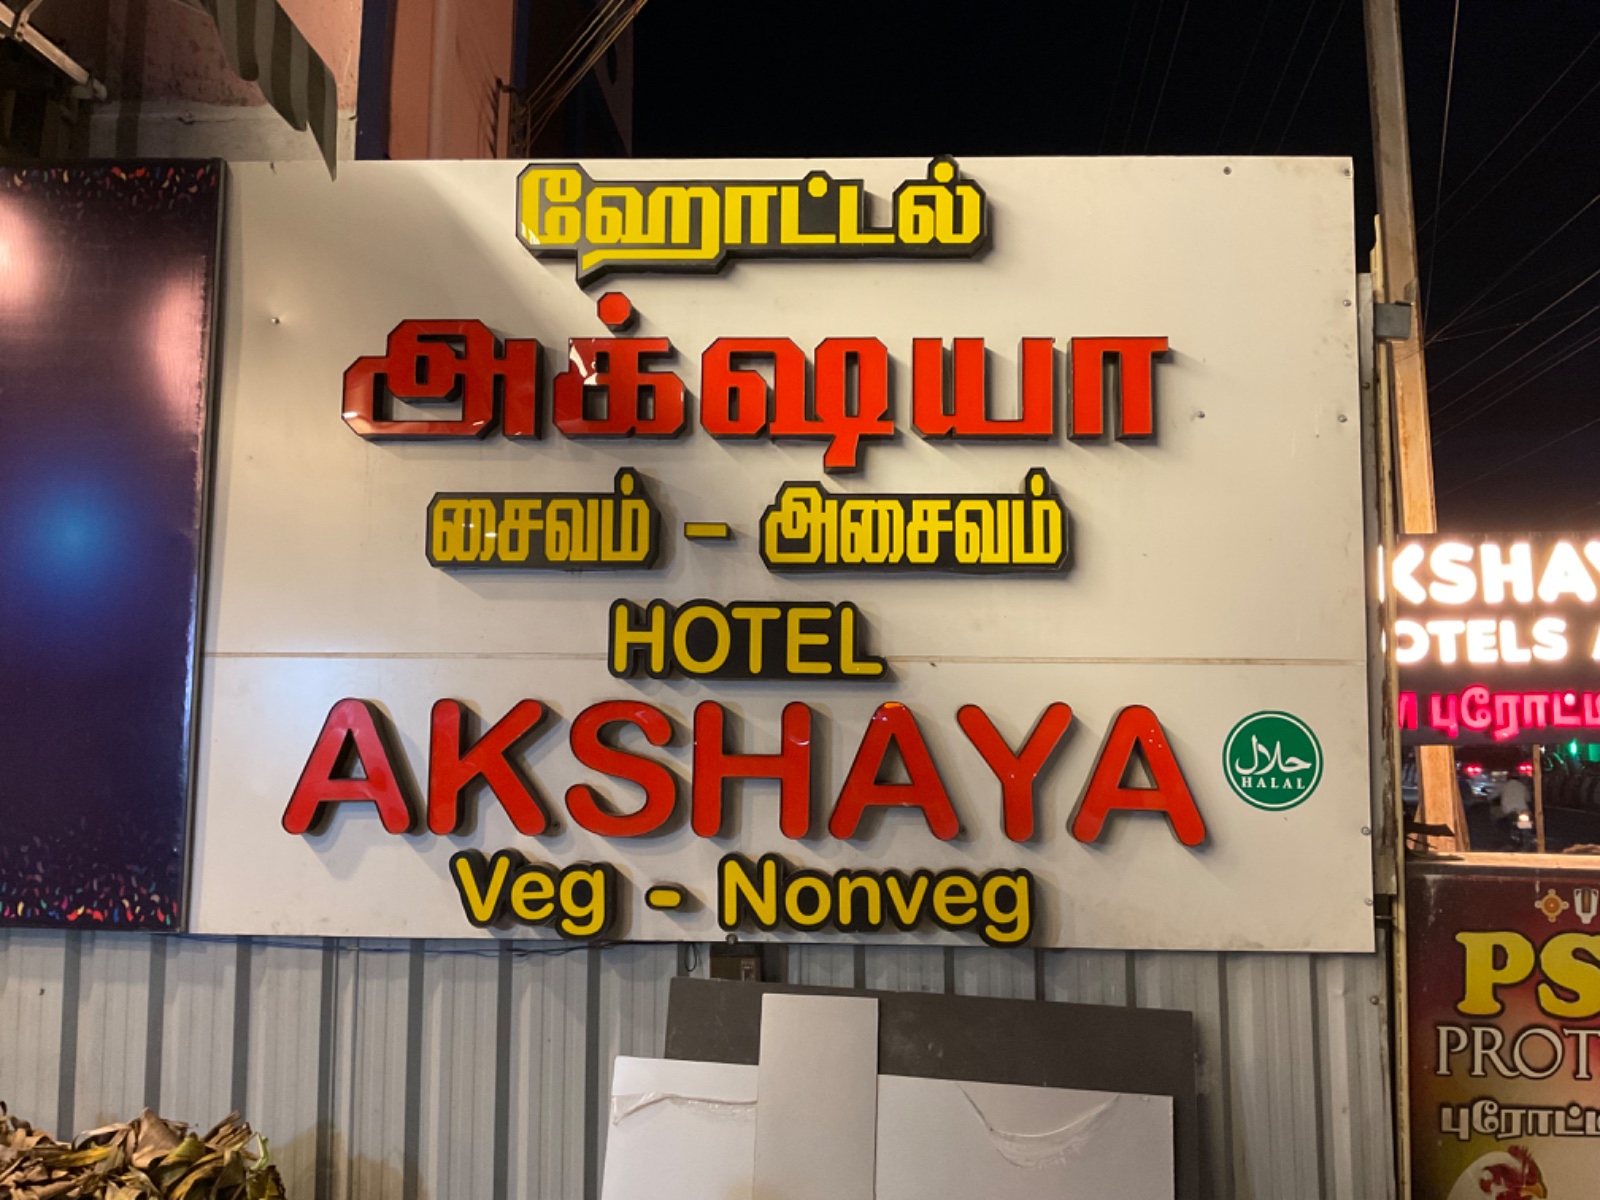 ஹோட்டல்
அக்ஷயா
சைவம் - அசைவம்
HOTEL
AKSHAYA
Veg - Nonveg
حلال
HALAL
KSHAY
OTELS A
புரோட்ட
PS
PROT
புரோட்ட